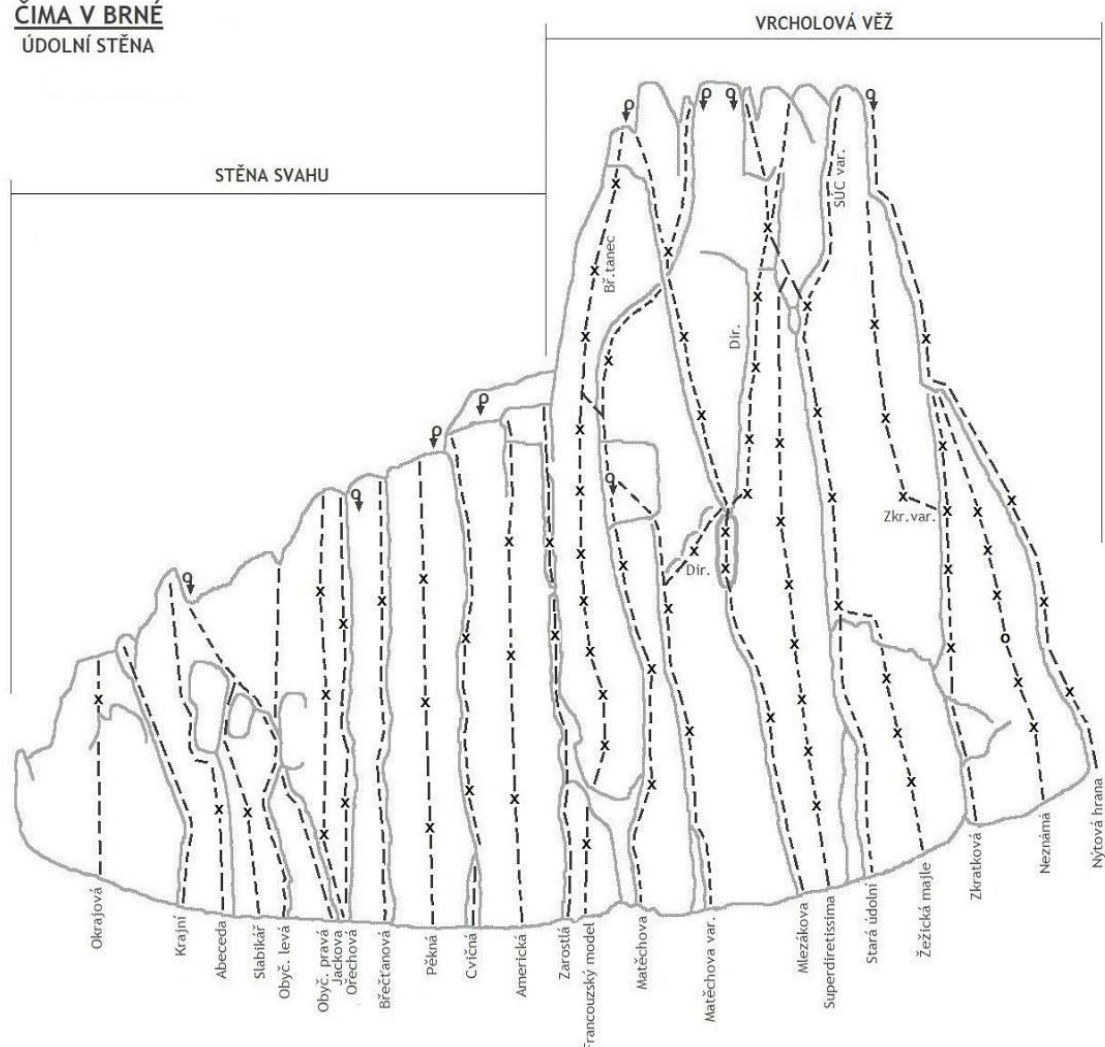 ČIMA V BRNÉ
ÚDOLNÍ STĚNA
VRCHOLOVÁ VĚŽ
STĚNA SVAHU
SUC var.
Bř.tanec
Dir.
Zkr.var.
Dir.
Okrajová
Krajní
Abeceda
Slabikář
Obyč. levá
Obyč. pravá
Jackova
Ořechová
Břečťanová
Pěkná
Cvičná
Americká
Zarostlá
Francouzský model
Matěchova
Matěchova var.
Mlezákova
Superdiretissima
Stará údolní
Žežická majle
Zkratková
Neznámá
Nýtová hrana